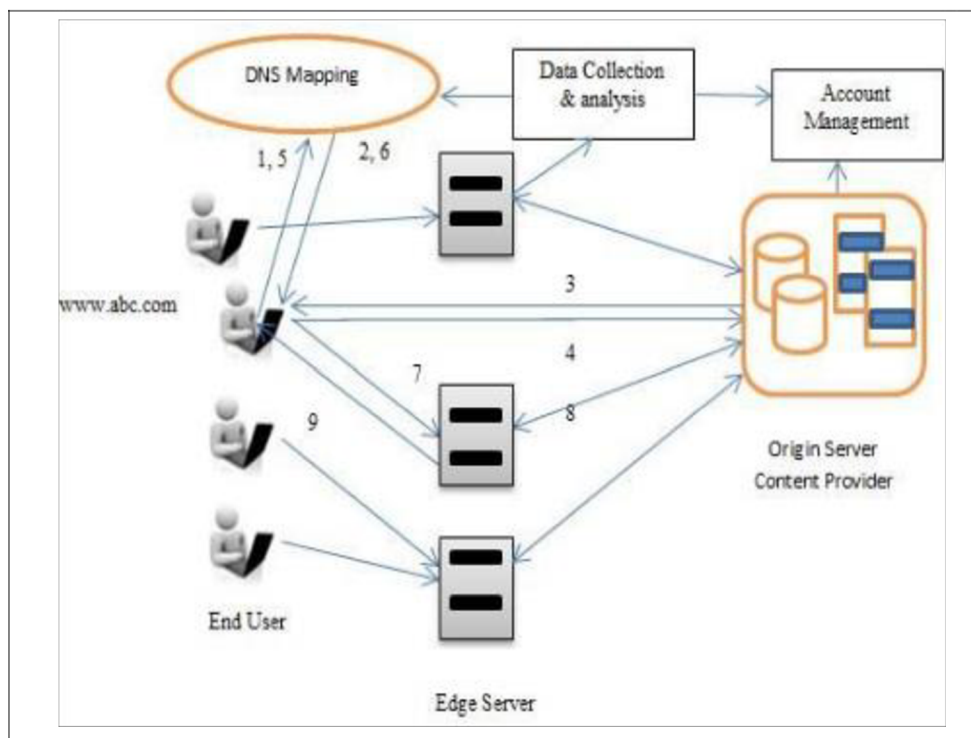 DNS Mapping
Data Collection
& analysis
Account
Management
1, 5
2, 6
www.abc.com
3
4
7
8
9
Origin Server
Content Provider
End User
Edge Server